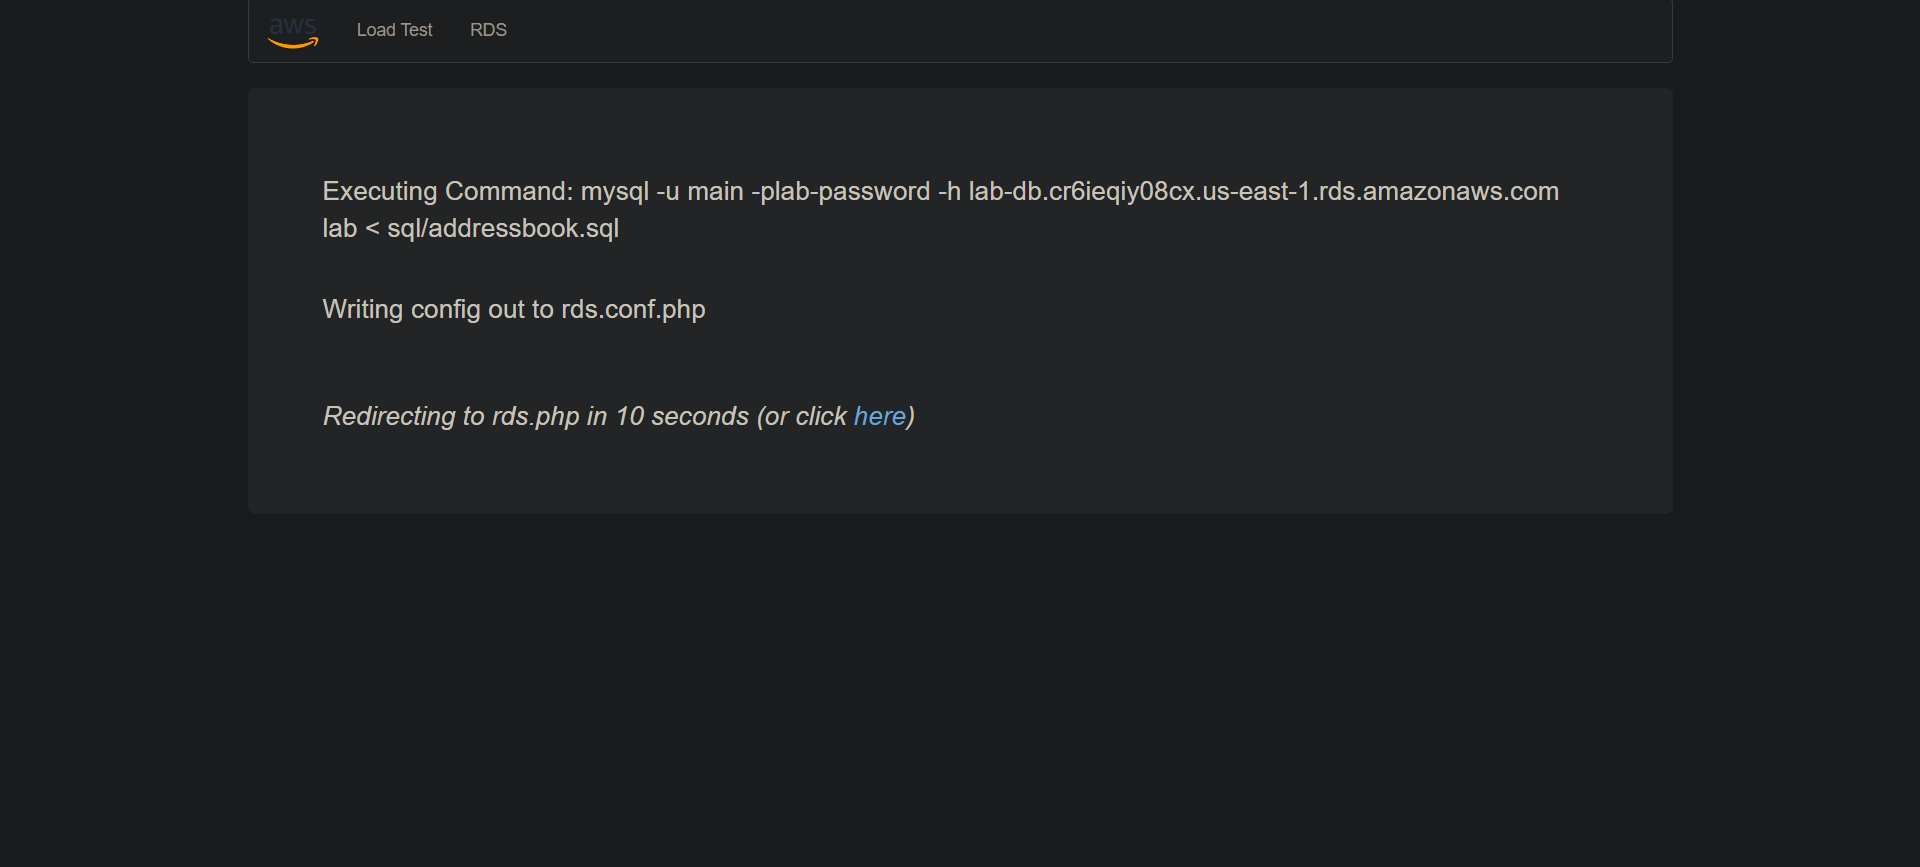 aws
Load Test
RDS
Executing Command: mysql -u main -plab-password -h lab-db.cr6ieqiy08cx.us-east-1.rds.amazonaws.com
lab < sql/addressbook.sql
Writing config out to rds.conf.php
Redirecting to rds.php in 10 seconds (or click here)